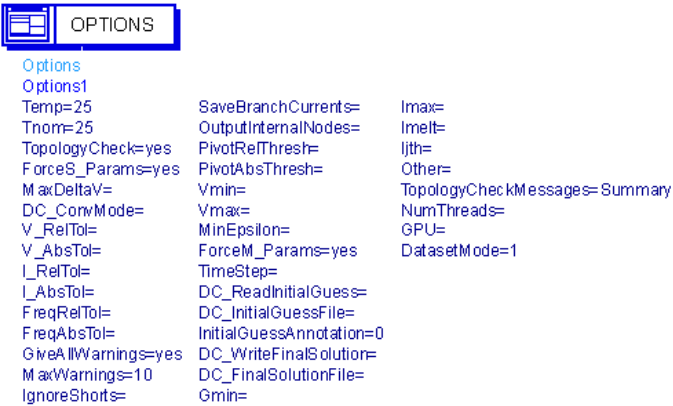 OPTIONS
Options
Options1
Temp=25
Tnom=25
TopologyCheck=yes
ForceS_Params=yes
MaxDeltaV=
DC_ConvMode=
V_RelTol=
V_AbsTol=
I_RelTol=
I_AbsTol=
FreqRelTol=
FreqAbsTol=
GiveAllWarnings=yes
MaxWarnings=10
IgnoreShorts=
SaveBranchCurrents=
OutputInternalNodes=
PivotRelThresh=
PivotAbsThresh=
Vmin=
Vmax=
MinEpsilon=
ForceM_Params=yes
TimeStep=
DC_ReadInitialGuess=
DC_InitialGuessFile=
InitialGuessAnnotation=0
DC_WriteFinalSolution=
DC_FinalSolutionFile=
Gmin=
Imax=
Imelt=
Ijth=
Other=
TopologyCheckMessages=Summary
NumThreads=
GPU=
DatasetMode=1